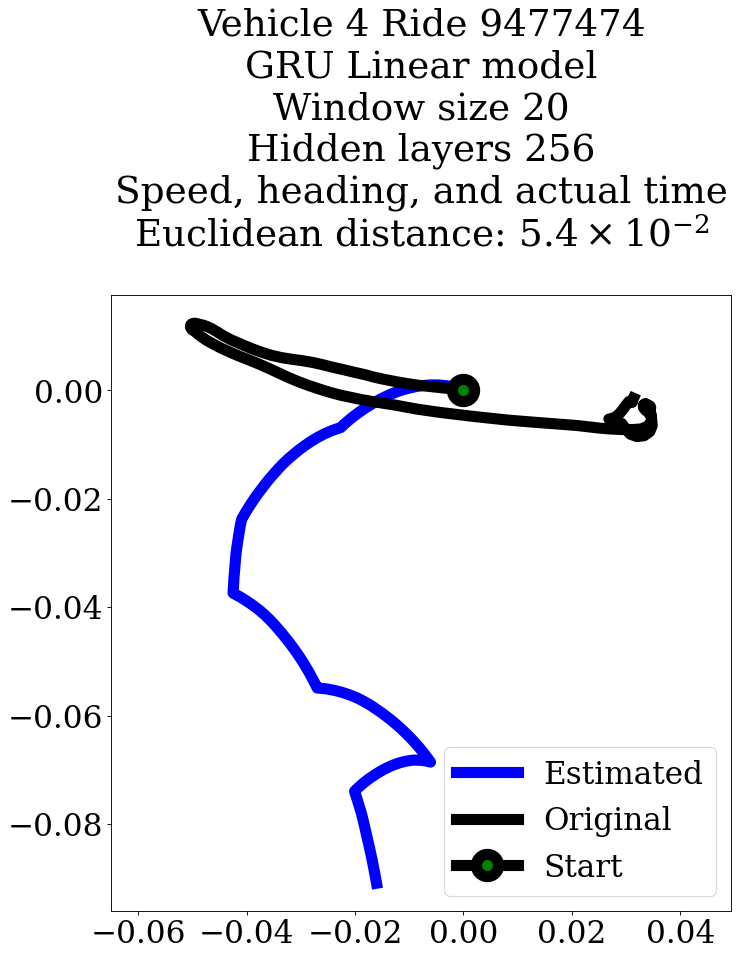 Vehicle 4 Ride 9477474
GRU Linear model
Window size 20
Hidden layers 256
Speed, heading, and actual time
Euclidean distance: 5.4 × 10⁻²
0.00
−0.02
−0.04
−0.06
−0.08
Estimated
Original
Start
−0.06 −0.04 −0.02 0.00 0.02 0.04